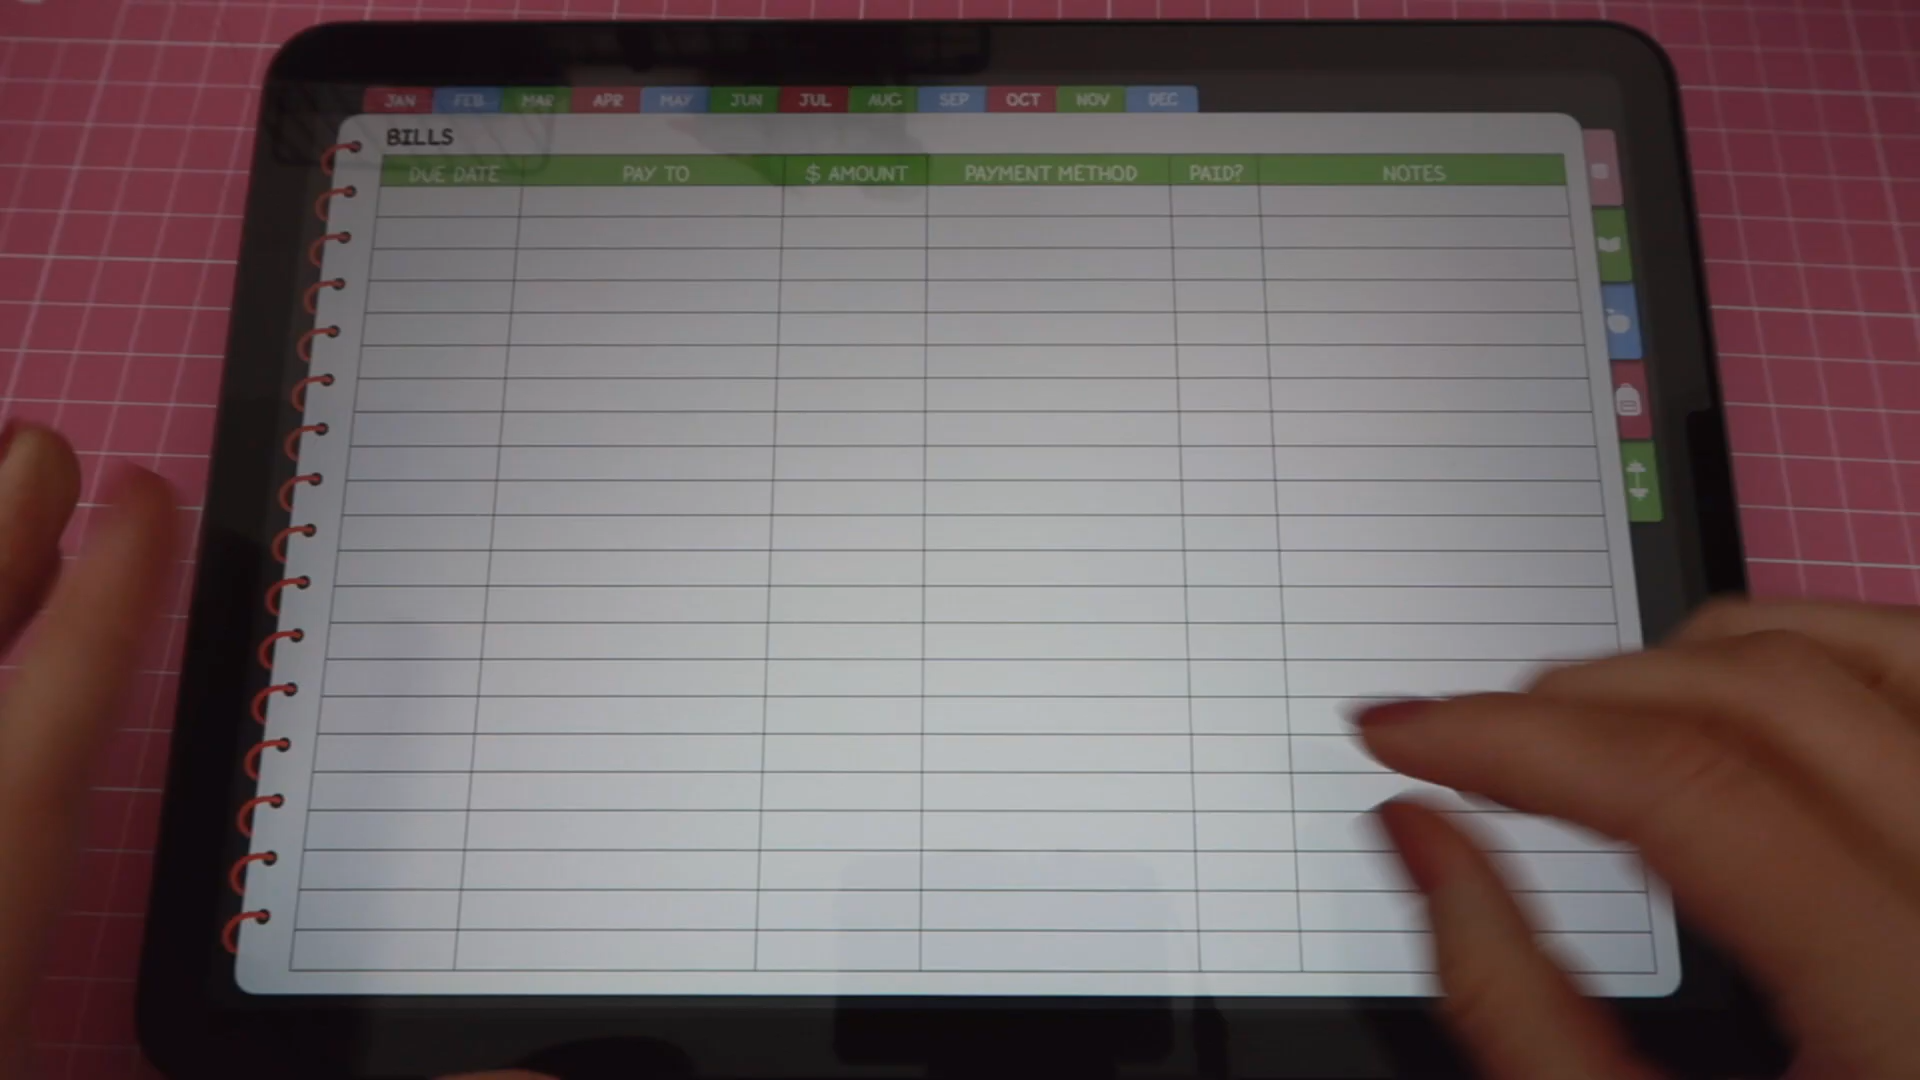 JAN FEB MAR APR MAY JUN JUL AUG SEP OCT NOV DEC
BILLS
DUE DATE PAY TO $ AMOUNT PAYMENT METHOD PAID? NOTES